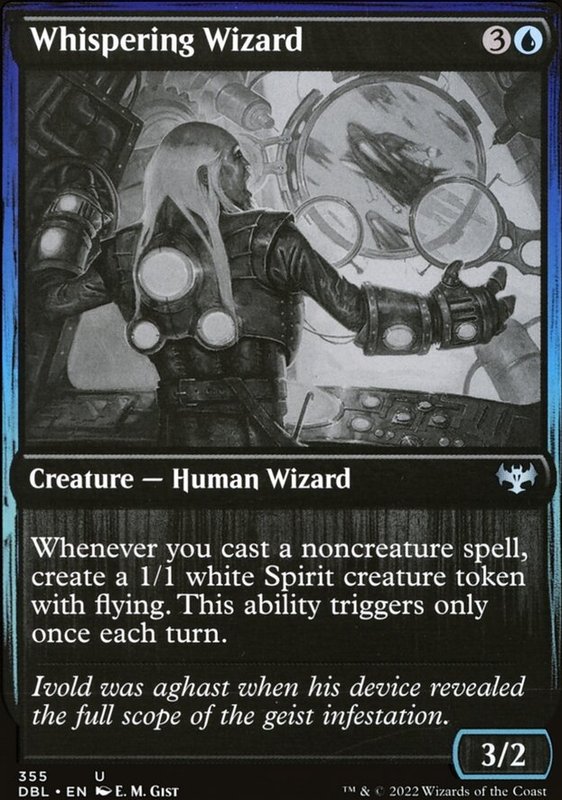 Whispering Wizard 3
Creature — Human Wizard
Whenever you cast a noncreature spell,
create a 1/1 white Spirit creature token
with flying. This ability triggers only
once each turn.
Ivold was aghast when his device revealed
the full scope of the geist infestation.
3/2
355 U
DBL • EN E. M. GIST
™ & © 2022 Wizards of the Coast